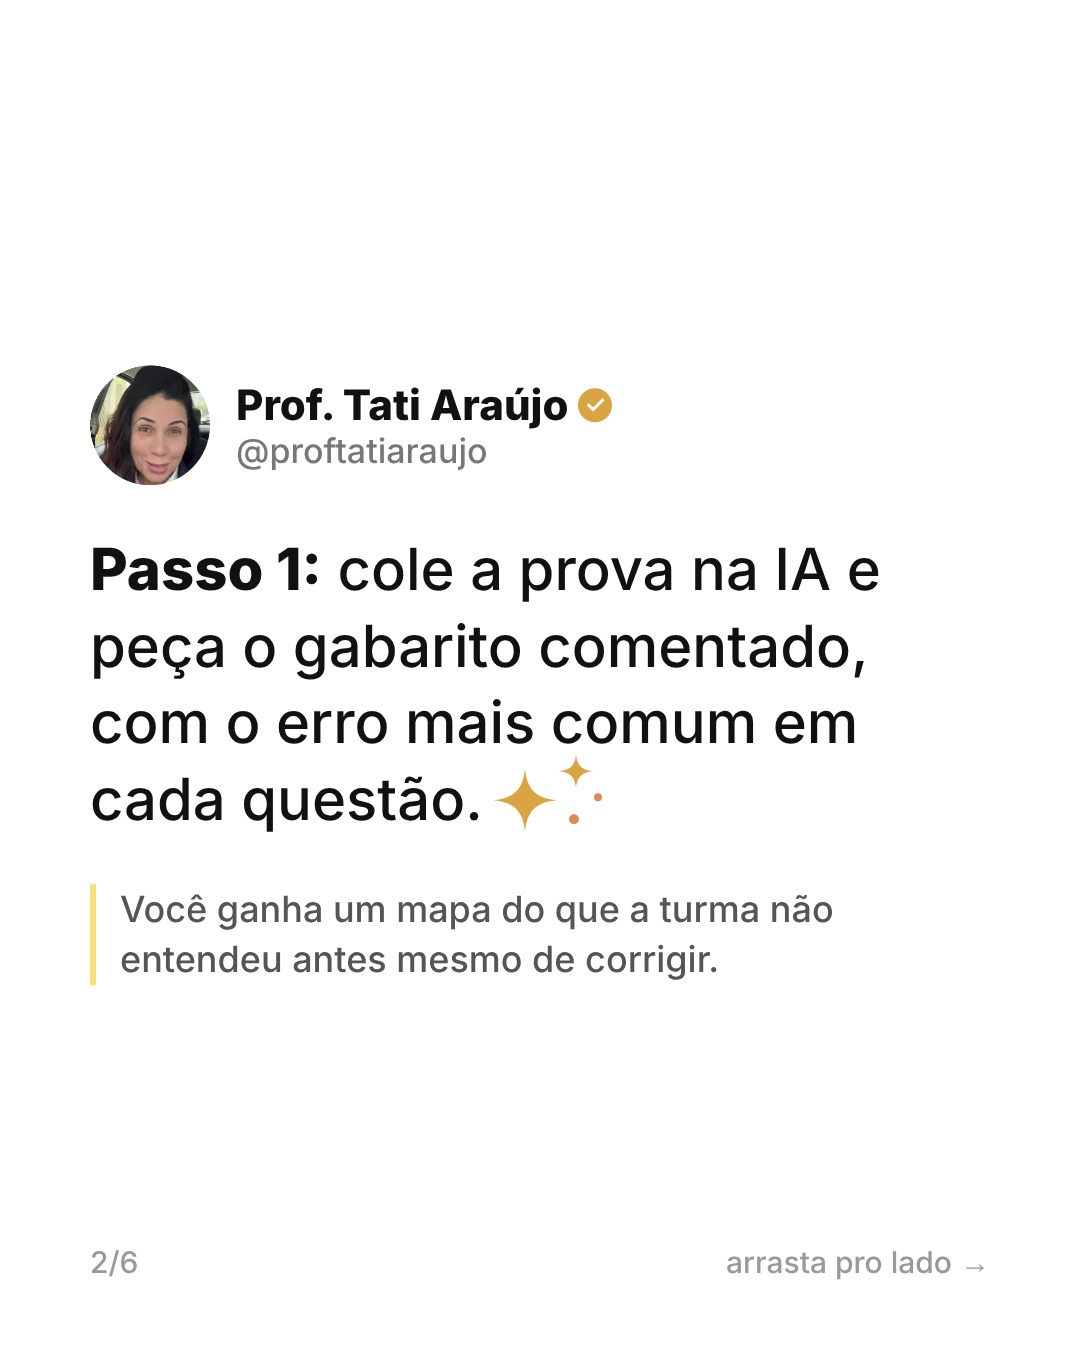 Prof. Tati Araújo
@proftatiaraujo
Passo 1: cole a prova na IA e
peça o gabarito comentado,
com o erro mais comum em
cada questão.
Você ganha um mapa do que a turma não
entendeu antes mesmo de corrigir.
2/6
arrasta pro lado →